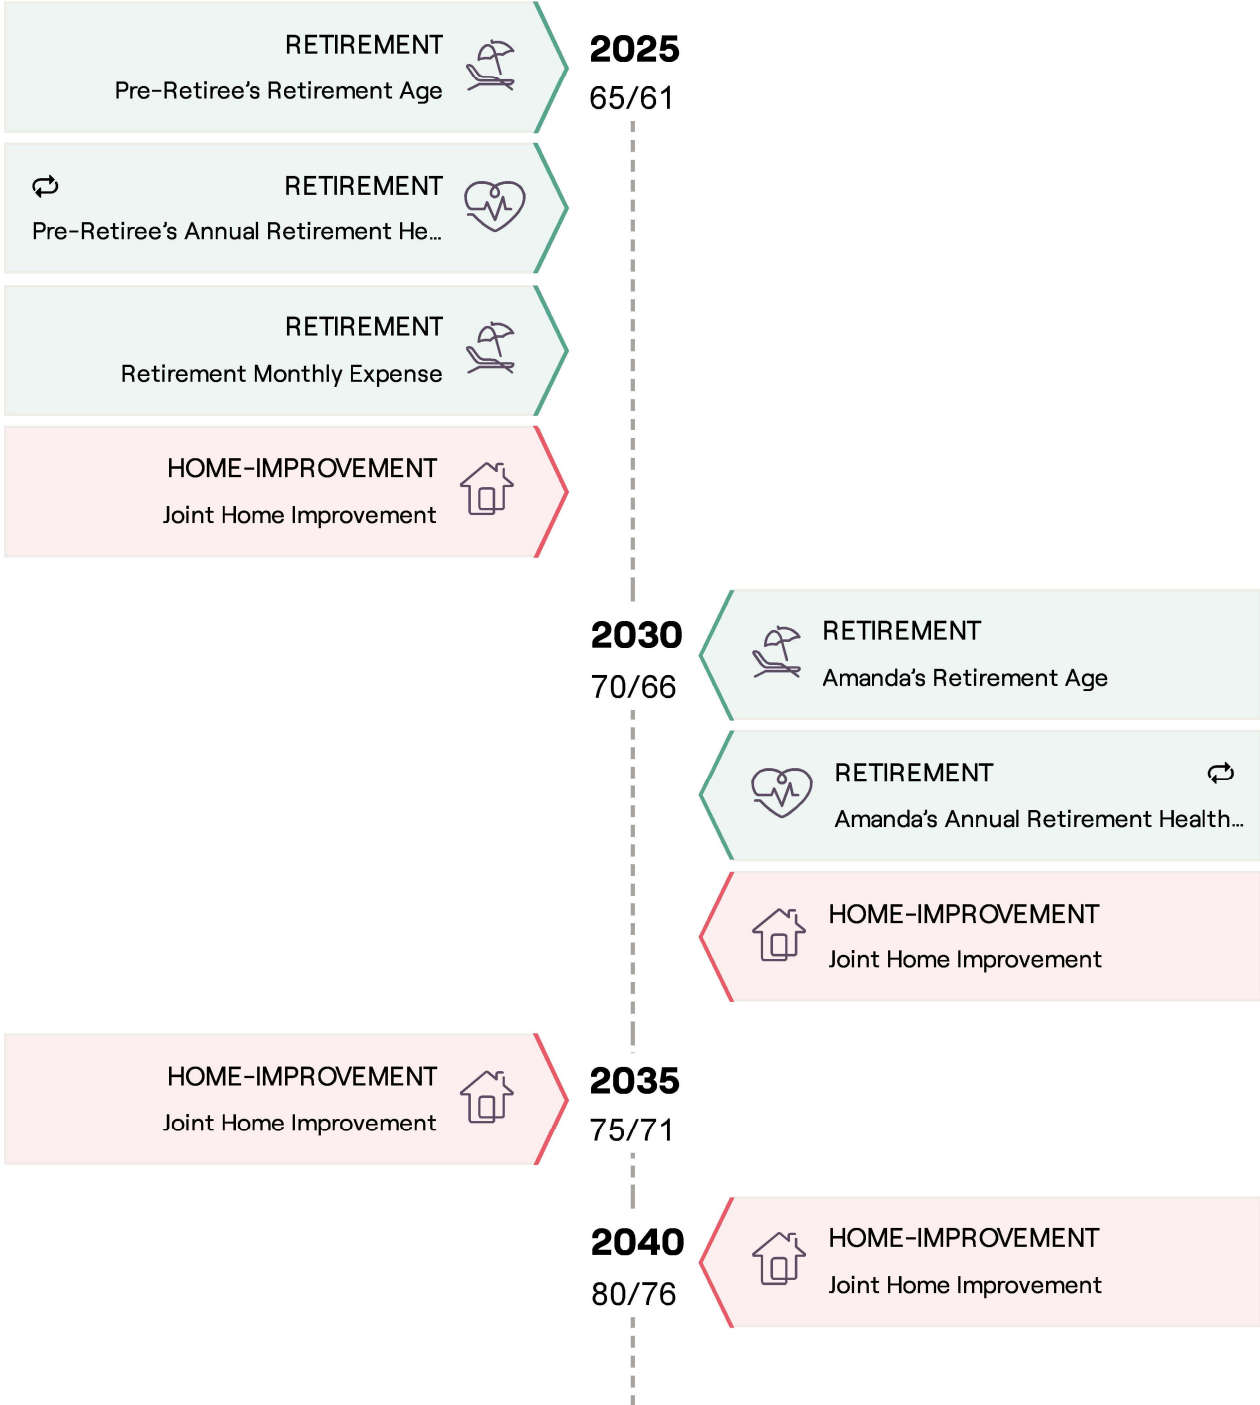 RETIREMENT
Pre-Retiree's Retirement Age
2025
65/61
RETIREMENT
Pre-Retiree's Annual Retirement He...
RETIREMENT
Retirement Monthly Expense
HOME-IMPROVEMENT
Joint Home Improvement
2030
70/66
RETIREMENT
Amanda's Retirement Age
RETIREMENT
Amanda's Annual Retirement Health...
HOME-IMPROVEMENT
Joint Home Improvement
HOME-IMPROVEMENT
Joint Home Improvement
2035
75/71
2040
80/76
HOME-IMPROVEMENT
Joint Home Improvement